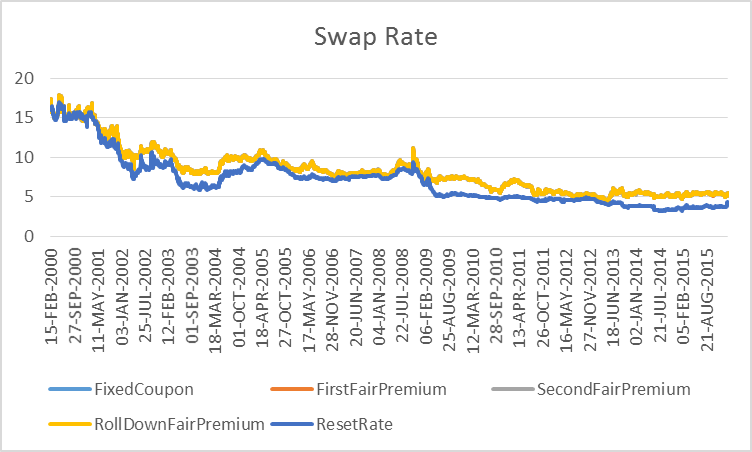 Swap Rate
20
15
10
5
0
15-FEB-2000
27-SEP-2000
11-MAY-2001
03-JAN-2002
25-JUL-2002
12-FEB-2003
01-SEP-2003
18-MAR-2004
01-OCT-2004
18-APR-2005
27-OCT-2005
17-MAY-2006
28-NOV-2006
20-JUN-2007
04-JAN-2008
22-JUL-2008
06-FEB-2009
25-AUG-2009
12-MAR-2010
28-SEP-2010
13-APR-2011
26-OCT-2011
16-MAY-2012
27-NOV-2012
18-JUN-2013
01-JAN-2014
21-JUL-2014
05-FEB-2015
21-AUG-2015
FixedCoupon FirstFairPremium SecondFairPremium
RollDownFairPremium ResetRate